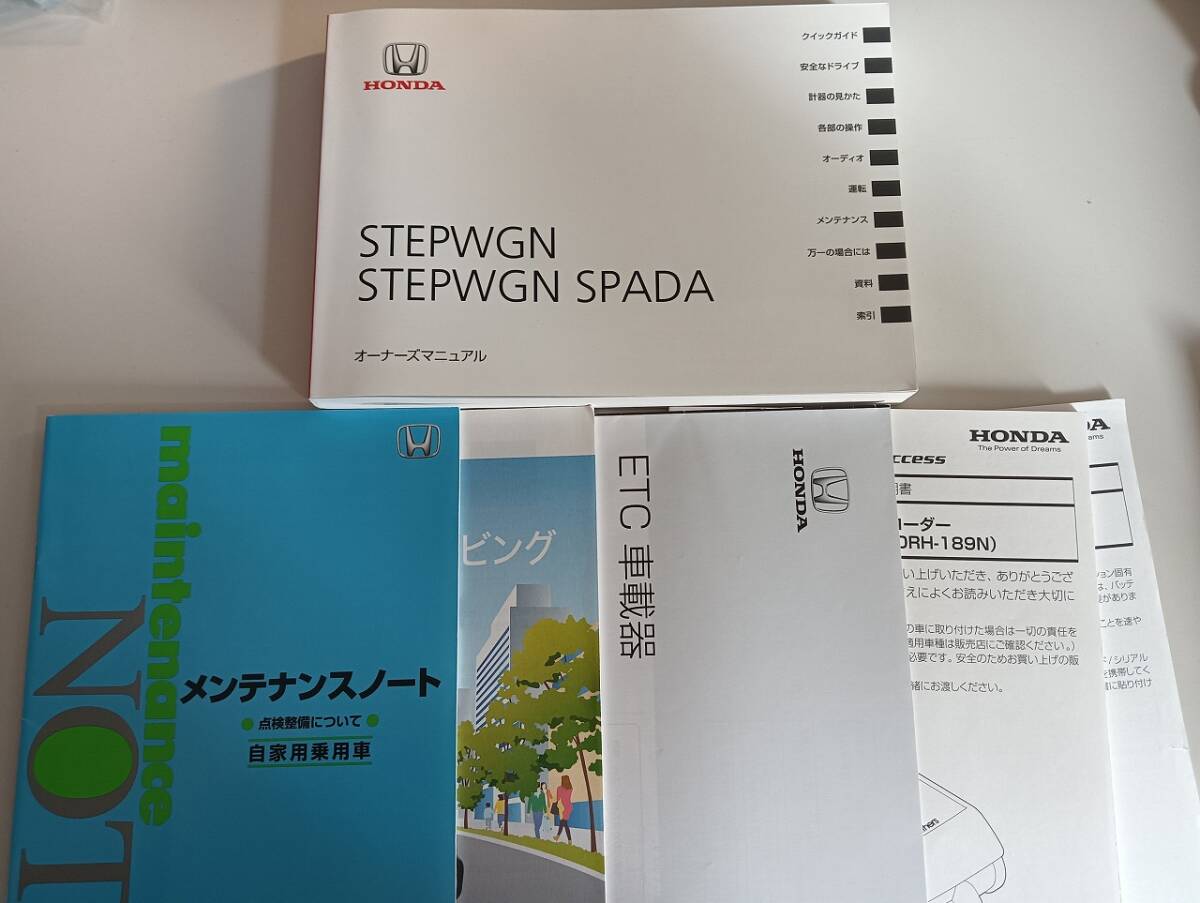 HONDA
STEPWGN
STEPWGN SPADA
オーナーズマニュアル
クイックガイド
安全なドライブ
計器の見かた
各部の操作
オーディオ
運転
メンテナンス
万一の場合には
資料
索引
maintenance
NOT
メンテナンスノート
点検整備について
自家用乗用車
ビング
ETC 車載器
HONDA
HONDA
The Power of Dreams
ccess
明書
コーダー
DRH-189N）
い上げいただき、ありがとうござ
えによくお読みいただき大切に
の車に取り付けた場合は一切の責任を
適用車種は販売店にご確認ください。）
必要です。安全のためお買い上げの販
緒にお渡しください。
DA
ams
ョン固有
は、バッテ
要がありま
ことを速や
ド/シリアル
を携帯してく
に貼り付け